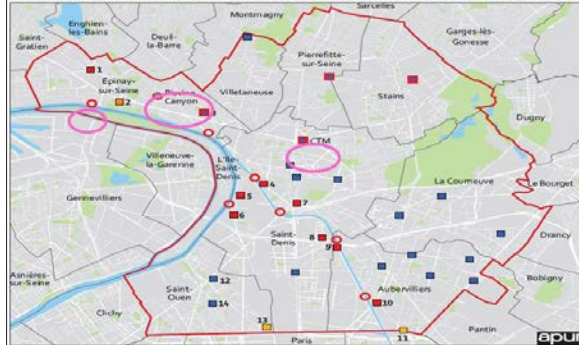 Enghien-
les-Bains
Deuil-
la-Barre
Montmagny
Sarcelles
Saint-
Gratien
Pierrefitte-
sur-Seine
Garges-lès-
Gonesse
1
Épinay-
sur-Seine
2
Canyon
Villetaneuse
Stains
Dugny
CTM
Villeneuve-
la-Garenne
L'Île-
Saint-
Denis
4
La Courneuve
Le Bourget
Gennevilliers
5
6
7
Saint-
Denis
8
9
Drancy
Asnières-
sur-Seine
Saint-
Ouen
12
14
Bobigny
Aubervilliers
10
Clichy
13
11
Paris
Pantin
apur